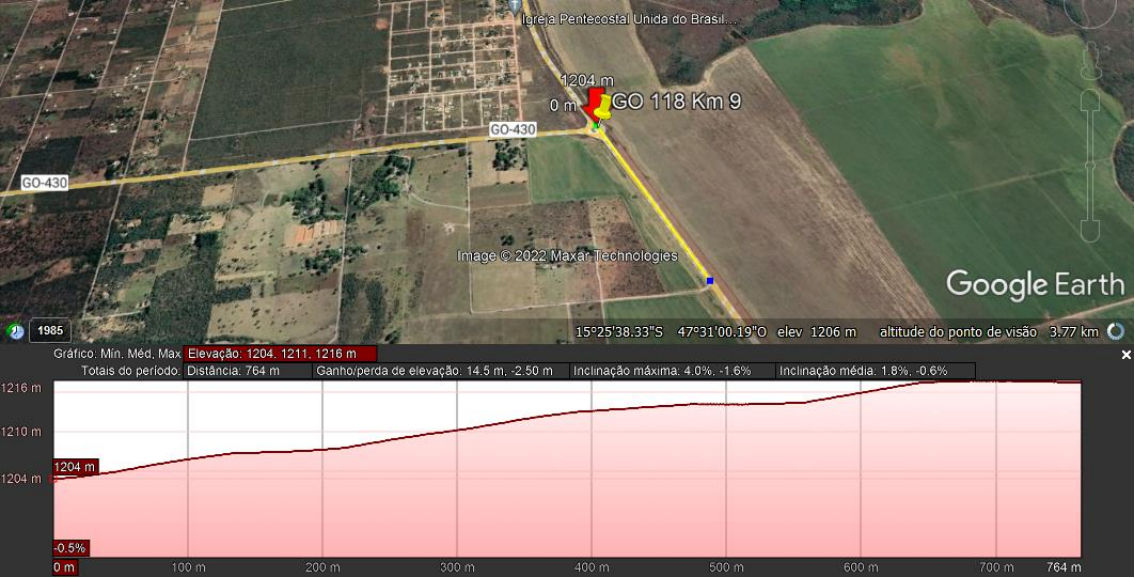 Igreja Pentecostal Unida do Brasil...
1204 m
0 m
GO 118 Km 9
GO-430
GO-430
Image © 2022 Maxar Technologies
Google Earth
1985
15°25'38.33"S 47°31'00.19"O elev 1206 m altitude do ponto de visão 3.77 km
Gráfico: Mín. Méd, Max Elevação: 1204. 1211, 1216 m
Totais do período: Distância: 764 m Ganho/perda de elevação: 14.5 m, -2.50 m Inclinação máxima: 4.0%, -1.6% Inclinação média: 1.8%, -0.6%
1216 m
1210 m
1204 m
1204 m
-0.5%
0 m 100 m 200 m 300 m 400 m 500 m 600 m 700 m 764 m